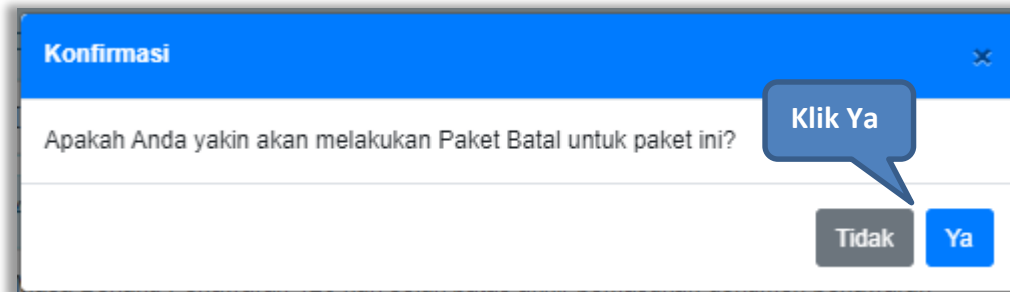 Konfirmasi
×
Klik Ya
Apakah Anda yakin akan melakukan Paket Batal untuk paket ini?
Tidak
Ya